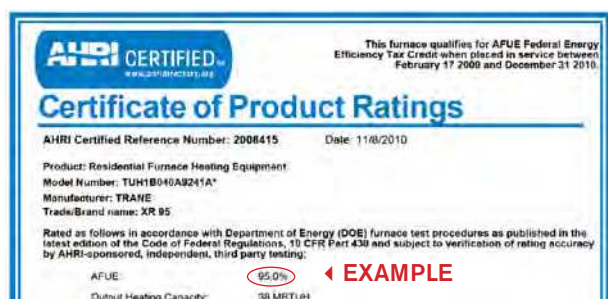 AHRI CERTIFIED™
www.ahridirectory.org
This furnace qualifies for AFUE Federal Energy
Efficiency Tax Credit when placed in service between
February 17 2009 and December 31 2010.
Certificate of Product Ratings
AHRI Certified Reference Number: 2008415 Date: 11/8/2010
Product: Residential Furnace Heating Equipment
Model Number: TUH1B040A9241A*
Manufacturer: TRANE
Trade/Brand name: XR 95
Rated as follows in accordance with Department of Energy (DOE) furnace test procedures as published in the
latest edition of the Code of Federal Regulations, 10 CFR Part 430 and subject to verification of rating accuracy
by AHRI-sponsored, independent, third party testing:
AFUE: 95.0% EXAMPLE
Output Heating Capacity: 38 MBTUH